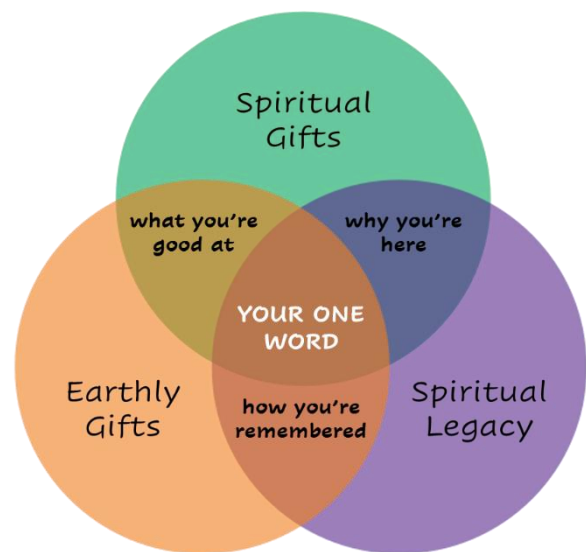 Spiritual
Gifts
what you're
good at
why you're
here
YOUR ONE
WORD
Earthly
Gifts
how you're
remembered
Spiritual
Legacy